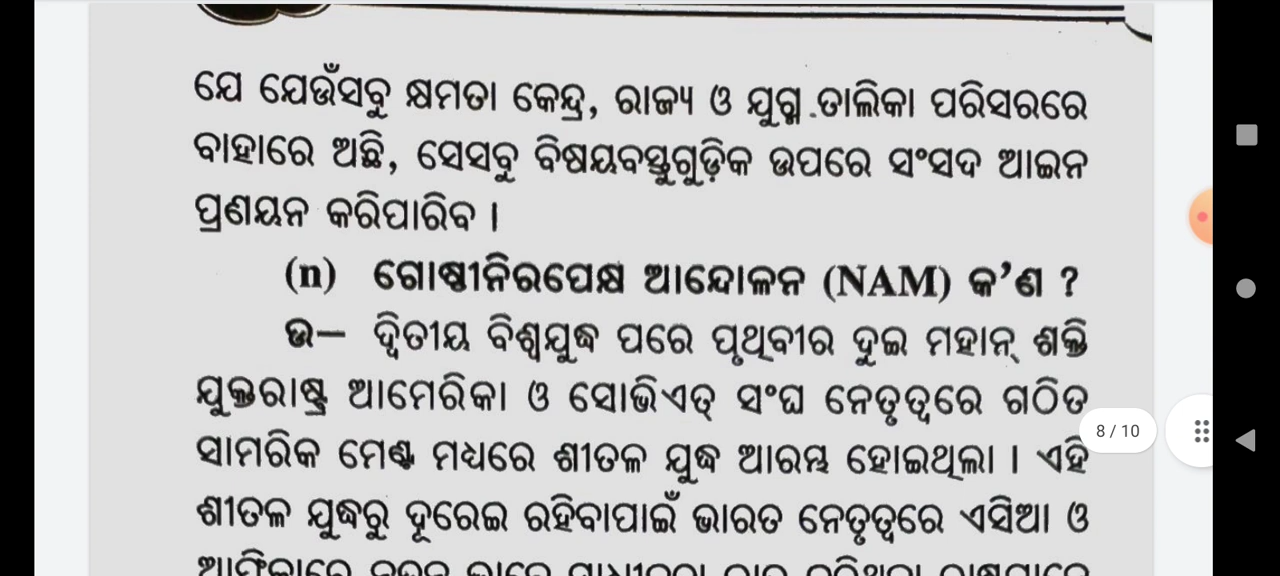 ଯେ ଯେଉଁସବୁ କ୍ଷମତା କେନ୍ଦ୍ର, ରାଜ୍ୟ ଓ ଯୁଗ୍ମ ତାଲିକା ପରିସରରେ
ବାହାରେ ଅଛି, ସେସବୁ ବିଷୟବସ୍ତୁଗୁଡ଼ିକ ଉପରେ ସଂସଦ ଆଇନ
ପ୍ରଣୟନ କରିପାରିବ ।
(n) ଗୋଷ୍ଠୀନିରପେକ୍ଷ ଆନ୍ଦୋଳନ (NAM) କ'ଣ ?
ଉ— ଦ୍ୱିତୀୟ ବିଶ୍ୱଯୁଦ୍ଧ ପରେ ପୃଥିବୀର ଦୁଇ ମହାନ୍ ଶକ୍ତି
ଯୁକ୍ତରାଷ୍ଟ୍ର ଆମେରିକା ଓ ସୋଭିଏତ୍ ସଂଘ ନେତୃତ୍ୱରେ ଗଠିତ
ସାମରିକ ମେଣ୍ଟ ମଧ୍ୟରେ ଶୀତଳ ଯୁଦ୍ଧ ଆରମ୍ଭ ହୋଇଥିଲା । ଏହି
8 / 10
ଶୀତଳ ଯୁଦ୍ଧରୁ ଦୂରେଇ ରହିବାପାଇଁ ଭାରତ ନେତୃତ୍ୱରେ ଏସିଆ ଓ